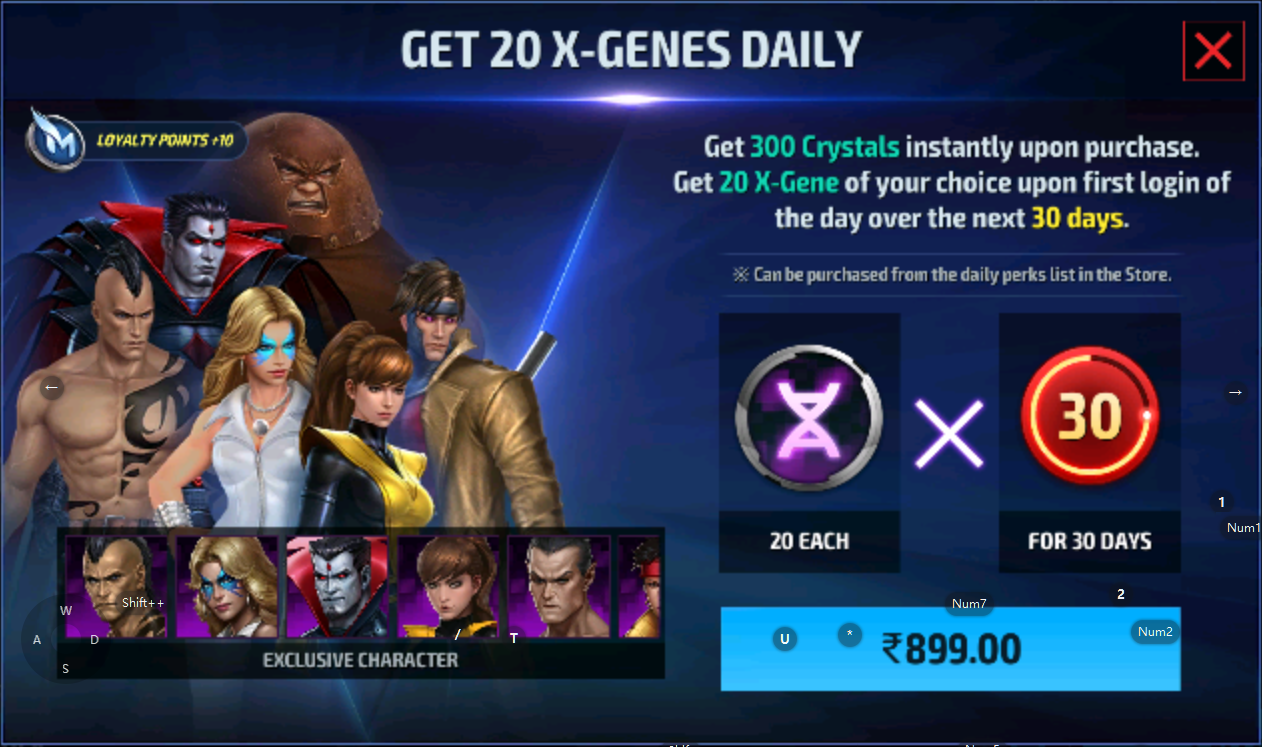 GET 20 X-GENES DAILY
LOYALTY POINTS +10
Get 300 Crystals instantly upon purchase.
Get 20 X-Gene of your choice upon first login of
the day over the next 30 days.
※ Can be purchased from the daily perks list in the Store.
←
→
30
1
Num1
20 EACH
FOR 30 DAYS
W
Shift++
A
D
S
/
T
EXCLUSIVE CHARACTER
Num7
2
U
*
₹899.00
Num2